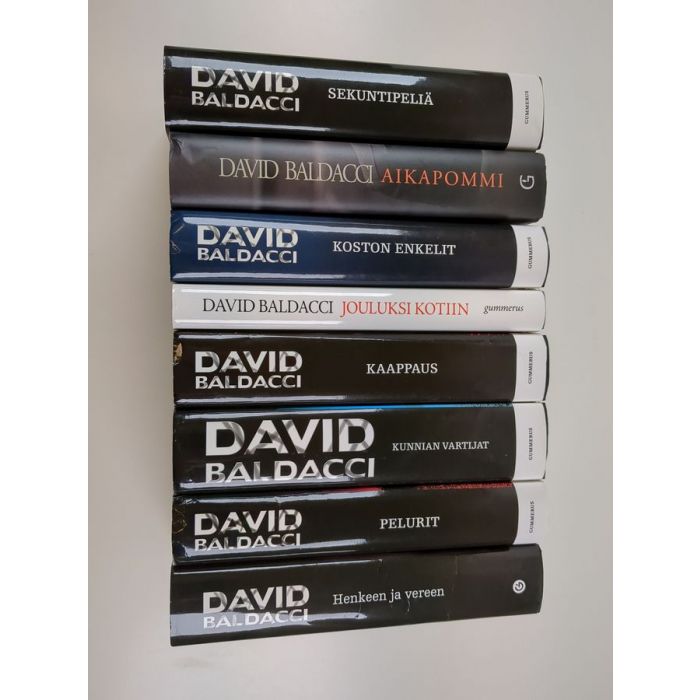 DAVID
BALDACCI
SEKUNTIPELIÄ
GUMMERUS
DAVID BALDACCI AIKAPOMMI
G
DAVID
BALDACCI
KOSTON ENKELIT
GUMMERUS
DAVID BALDACCI JOULUKSI KOTIIN gummerus
DAVID
BALDACCI
KAAPPAUS
GUMMERUS
DAVID
BALDACCI
KUNNIAN VARTIJAT
GUMMERUS
DAVID
BALDACCI
PELURIT
GUMMERUS
DAVID
BALDACCI
Henkeen ja vereen
G